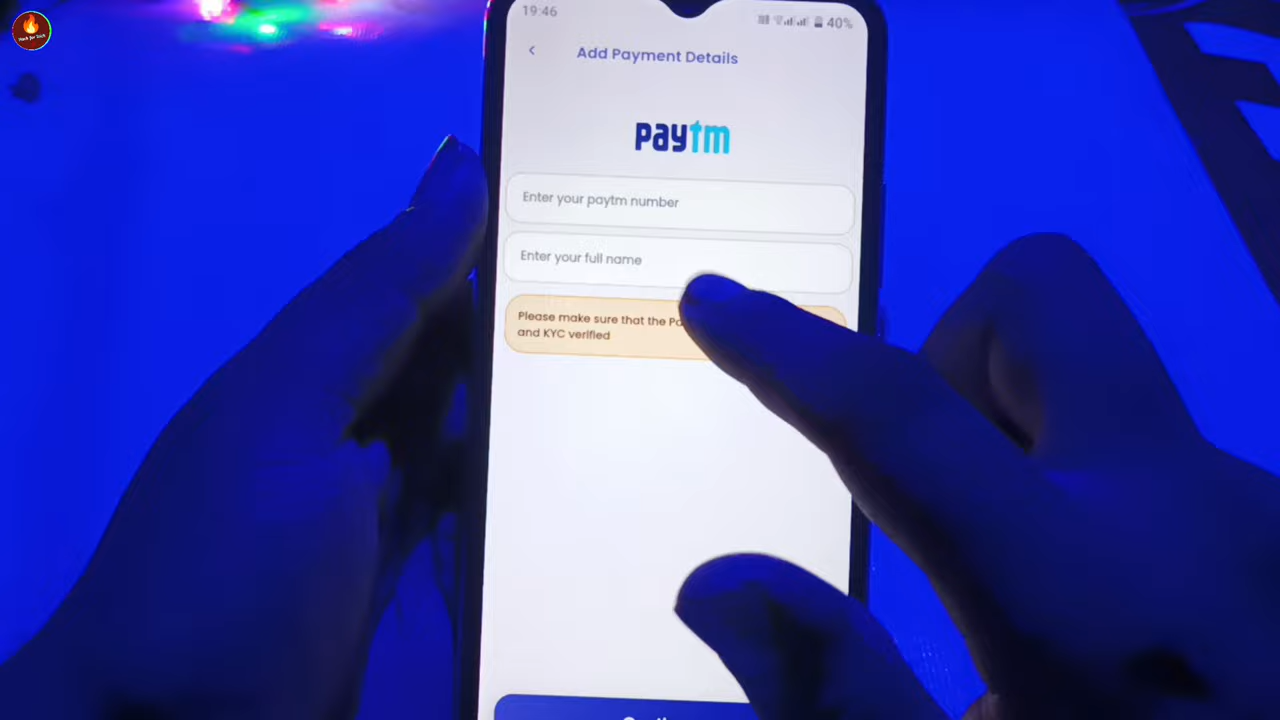 19:46
40%
Add Payment Details
paytm
Enter your paytm number
Enter your full name
Please make sure that the
and KYC verified